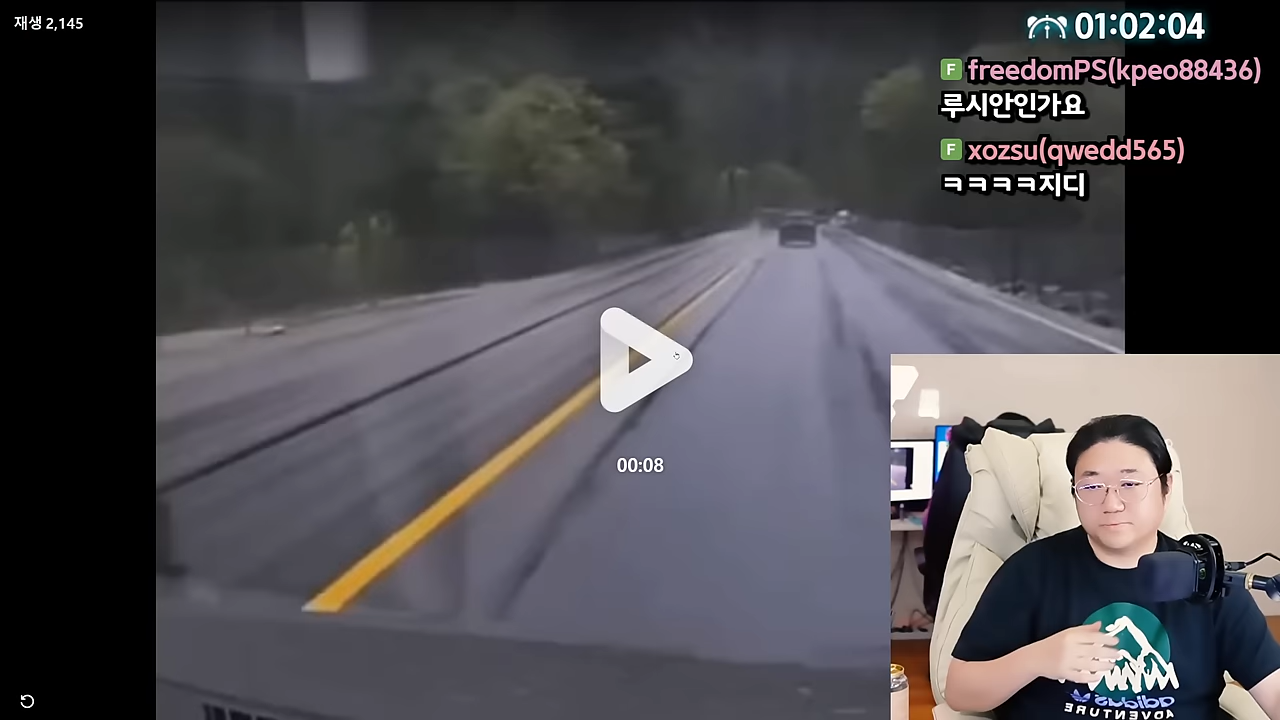 재생 2,145
01:02:04
F freedomPS(kpeo88436)
루시안인가요
F xozsu(qwedd565)
ㅋㅋㅋㅋ지디
00:08
adidas
ADVENTURE